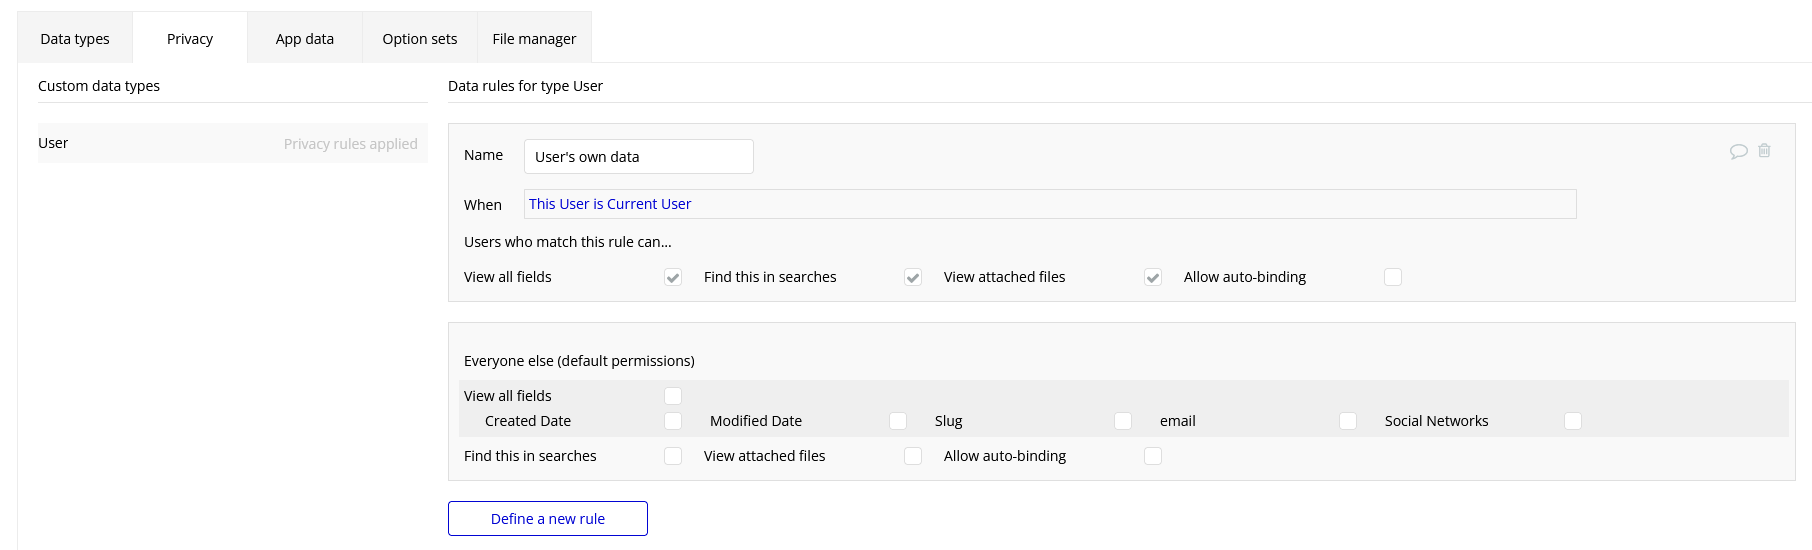 Data types Privacy App data Option sets File manager
Custom data types
User Privacy rules applied
Data rules for type User
Name User's own data
When This User is Current User
Users who match this rule can...
View all fields Find this in searches View attached files Allow auto-binding
Everyone else (default permissions)
View all fields
Created Date Modified Date Slug email Social Networks
Find this in searches View attached files Allow auto-binding
Define a new rule